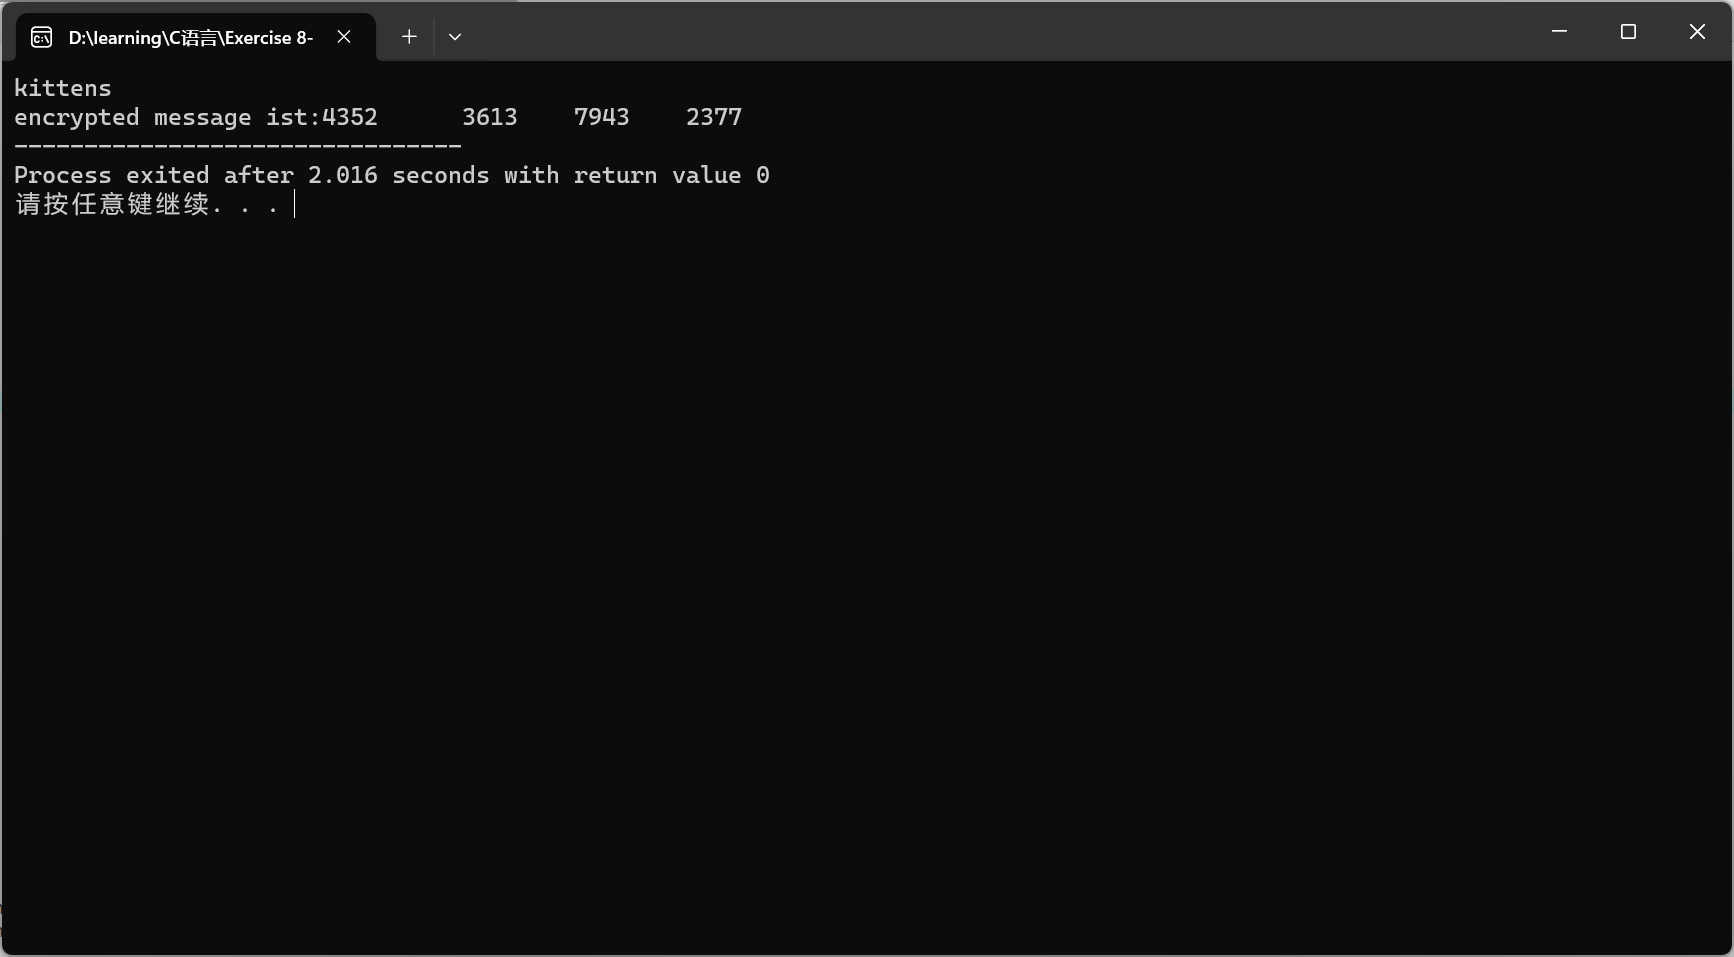 D:\learning\C语言\Exercise 8-
kittens
encrypted message ist:4352      3613    7943    2377
--------------------------------
Process exited after 2.016 seconds with return value 0
请按任意键继续. . .